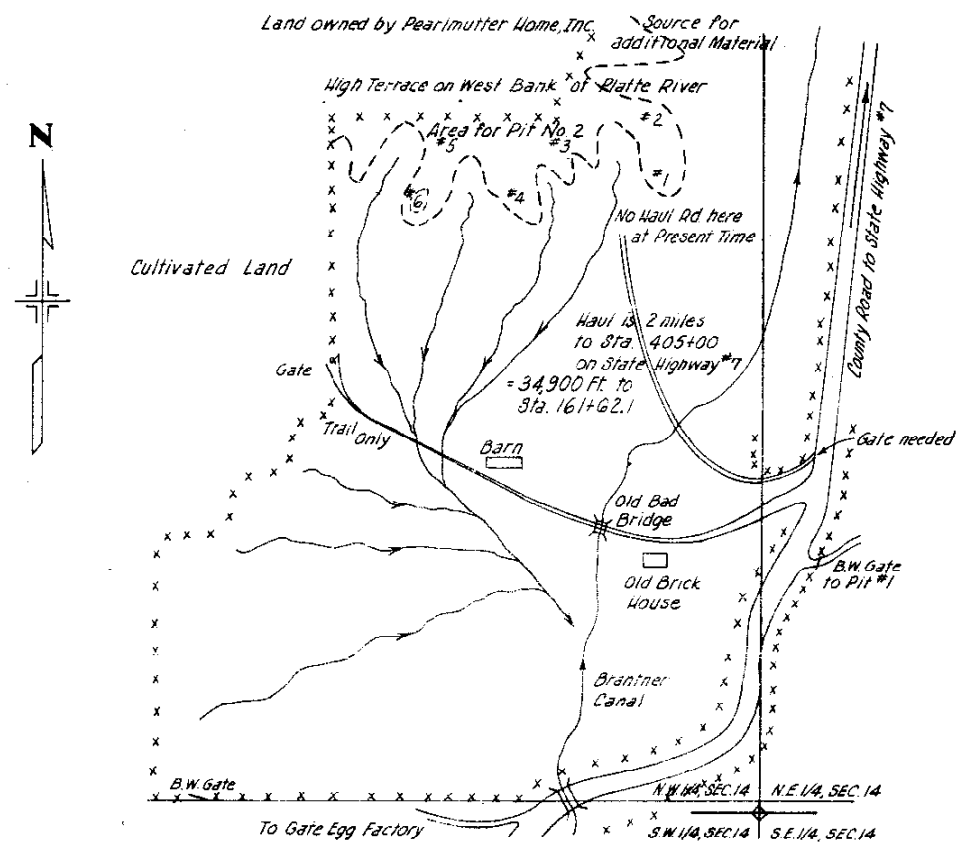 Land owned by Pearlmutter Home, Inc.
Source for
additional Material
High Terrace on West Bank of Platte River
N
Area for Pit No. 2
#2
#5
#3
#1
#6
#4
No Haul Rd here
at Present Time
Cultivated Land
County Road to State Highway #7
Haul is 2 miles
to Sta. 405+00
on State Highway #7
= 34,900 Ft. to
Sta. 161+62.1
Gate
Trail Only
Barn
Gate needed
Old Bad
Bridge
B.W. Gate
to Pit #1
Old Brick
House
Brantner
Canal
B.W. Gate
N.W. 1/4, SEC. 14
N.E. 1/4, SEC. 14
To Gate Egg Factory
S.W. 1/4, SEC. 14
S.E. 1/4, SEC. 14